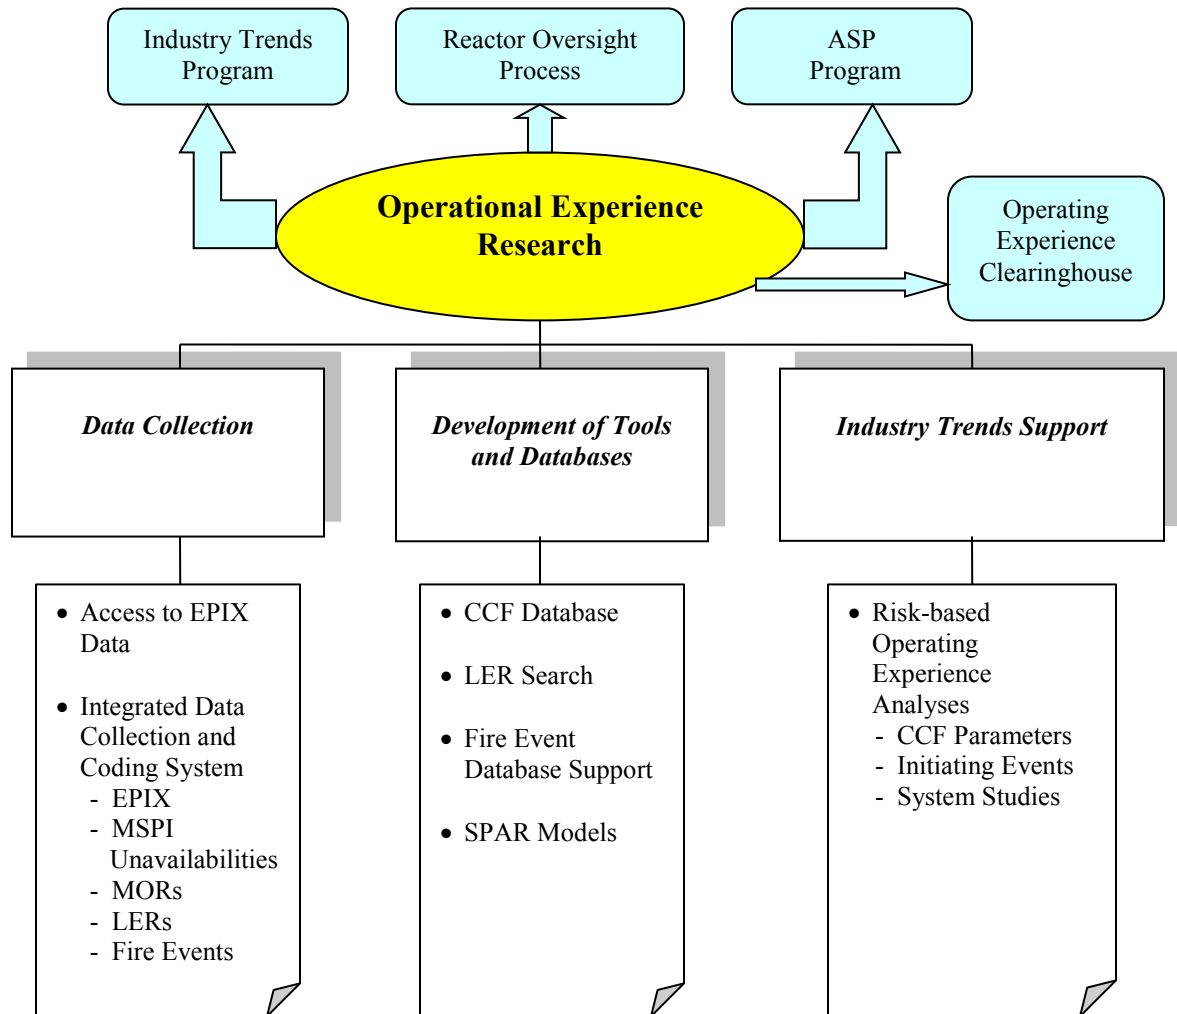 Industry Trends
Program
Reactor Oversight
Process
ASP
Program
Operational Experience
Research
Operating
Experience
Clearinghouse
Data Collection
Development of Tools
and Databases
Industry Trends Support
• Access to EPIX
Data
• Integrated Data
Collection and
Coding System
- EPIX
- MSPI
Unavailabilities
- MORs
- LERs
- Fire Events
• CCF Database
• LER Search
• Fire Event
Database Support
• SPAR Models
• Risk-based
Operating
Experience
Analyses
- CCF Parameters
- Initiating Events
- System Studies